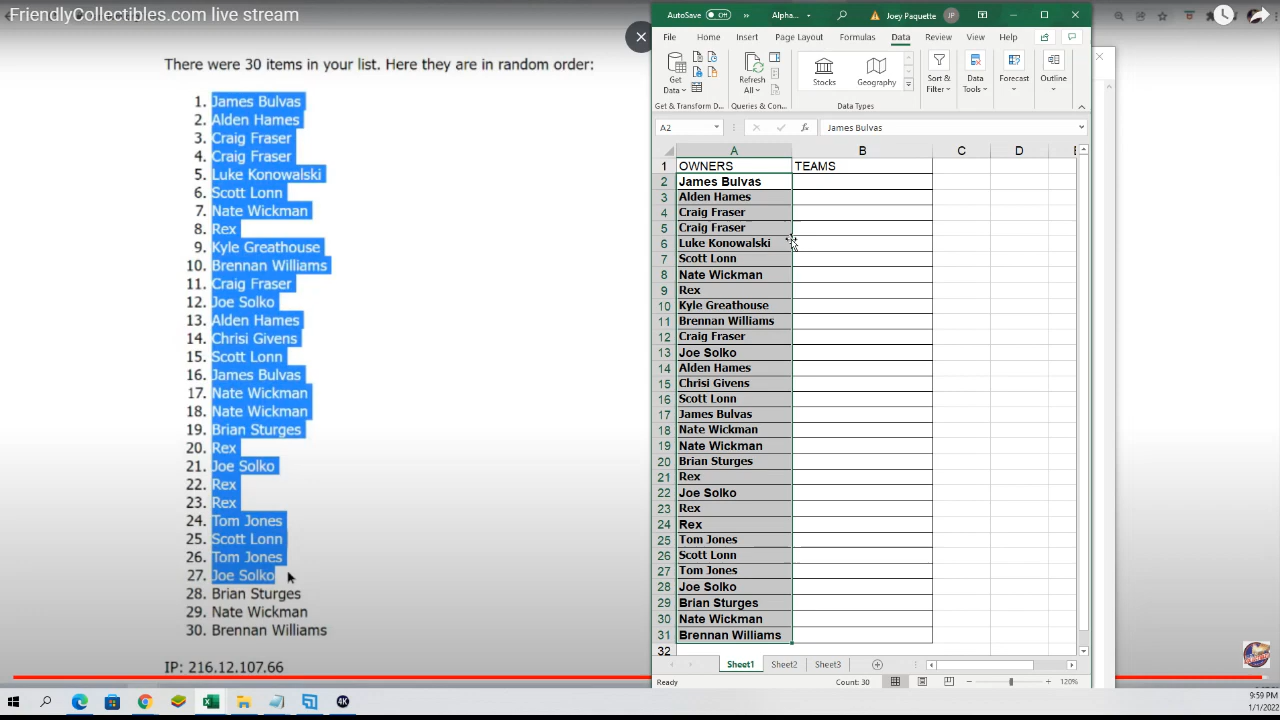 FriendlyCollectibles.com live stream
There were 30 items in your list. Here they are in random order:
1. James Bulvas
2. Alden Hames
3. Craig Fraser
4. Craig Fraser
5. Luke Konowalski
6. Scott Lonn
7. Nate Wickman
8. Rex
9. Kyle Greathouse
10. Brennan Williams
11. Craig Fraser
12. Joe Solko
13. Alden Hames
14. Chrisi Givens
15. Scott Lonn
16. James Bulvas
17. Nate Wickman
18. Nate Wickman
19. Brian Sturges
20. Rex
21. Joe Solko
22. Rex
23. Rex
24. Tom Jones
25. Scott Lonn
26. Tom Jones
27. Joe Solko
28. Brian Sturges
29. Nate Wickman
30. Brennan Williams
IP: 216.12.107.66
AutoSave Off Alpha... Joey Paquette JP
File Home Insert Page Layout Formulas Data Review View Help
Get Data Refresh All Stocks Geography Sort & Filter Data Tools Forecast Outline
Get & Transform D... Queries & Con... Data Types
A2 fx James Bulvas
A B C D E
1 OWNERS TEAMS
2 James Bulvas
3 Alden Hames
4 Craig Fraser
5 Craig Fraser
6 Luke Konowalski
7 Scott Lonn
8 Nate Wickman
9 Rex
10 Kyle Greathouse
11 Brennan Williams
12 Craig Fraser
13 Joe Solko
14 Alden Hames
15 Chrisi Givens
16 Scott Lonn
17 James Bulvas
18 Nate Wickman
19 Nate Wickman
20 Brian Sturges
21 Rex
22 Joe Solko
23 Rex
24 Rex
25 Tom Jones
26 Scott Lonn
27 Tom Jones
28 Joe Solko
29 Brian Sturges
30 Nate Wickman
31 Brennan Williams
32
Sheet1 Sheet2 Sheet3
Ready Count: 30 120%
4K
9:59 PM
1/1/2022